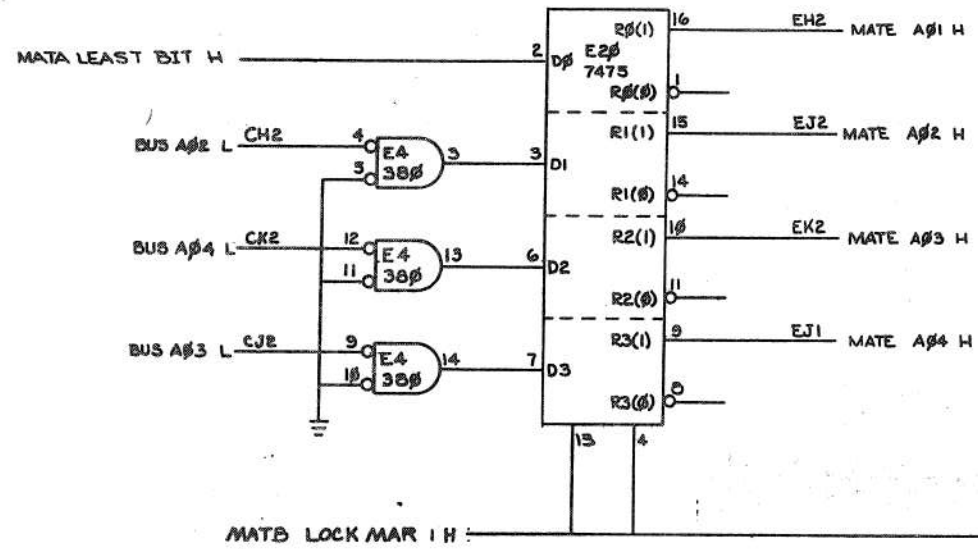 RØ(1) 16 EH2 MATE AØ1 H
MATA LEAST BIT H 2 DØ E2Ø
7475
RØ(Ø) 1
BUS AØ2 L CH2 4 R1(1) 15 EJ2 MATE AØ2 H
E4 3 3 D1
5 38Ø
R1(Ø) 14
BUS AØ4 L CK2 12 R2(1) 1Ø EK2 MATE AØ3 H
E4 13 6 D2
11 38Ø
R2(Ø) 11
BUS AØ3 L CJ2 9 R3(1) 9 EJ1 MATE AØ4 H
E4 14 7 D3
1Ø 38Ø
R3(Ø) 8
13 4
MATB LOCK MAR 1 H